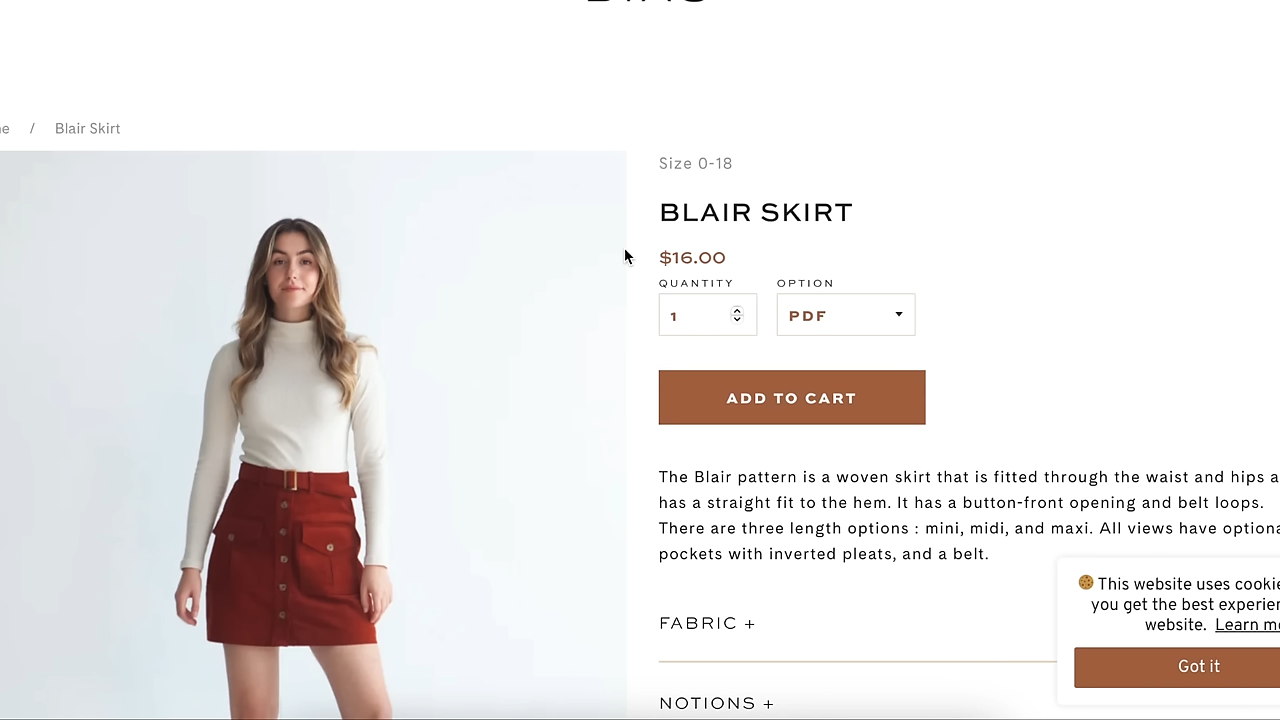 / Blair Skirt
Size 0-18
BLAIR SKIRT
$16.00
QUANTITY OPTION
1 PDF
ADD TO CART
The Blair pattern is a woven skirt that is fitted through the waist and hips
has a straight fit to the hem. It has a button-front opening and belt loops.
There are three length options : mini, midi, and maxi. All views have
pockets with inverted pleats, and a belt.
This website uses
you get the best
website. Learn
Got it
FABRIC +
NOTIONS +